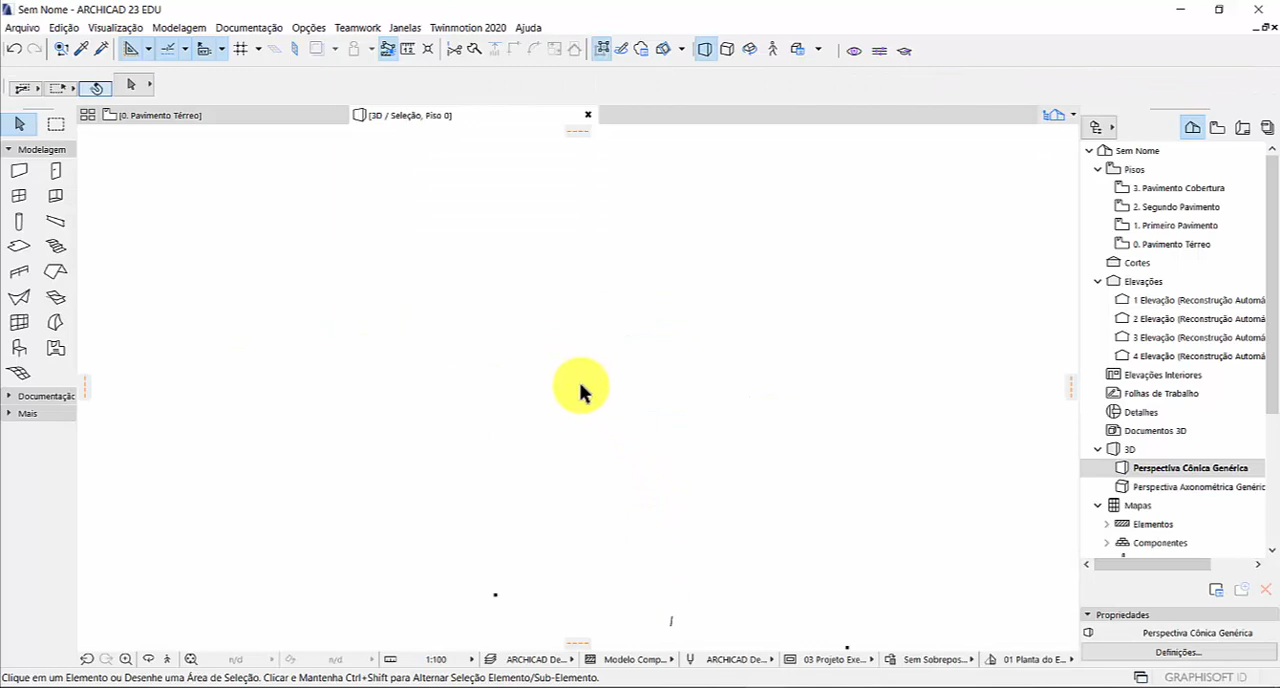 Sem Nome - ARCHICAD 23 EDU
Arquivo Edição Visualização Modelagem Documentação Opções Teamwork Janelas Twinmotion 2020 Ajuda
[0. Pavimento Térreo]
[3D / Seleção, Piso 0]
Modelagem
Documentaçãc
Mais
Sem Nome
Pisos
3. Pavimento Cobertura
2. Segundo Pavimento
1. Primeiro Pavimento
0. Pavimento Térreo
Cortes
Elevações
1 Elevação (Reconstrução Automá
2 Elevação (Reconstrução Automá
3 Elevação (Reconstrução Automá
4 Elevação (Reconstrução Automá
Elevações Interiores
Folhas de Trabalho
Detalhes
Documentos 3D
3D
Perspectiva Cônica Genérica
Perspectiva Axonométrica Genéric
Mapas
Elementos
Componentes
Propriedades
Perspectiva Cônica Genérica
Definições...
n/d n/d 1:100 ARCHICAD De... Modelo Comp... ARCHICAD De... 03 Projeto Exe... Sem Sobrepos... 01 Planta do E...
Clique em um Elemento ou Desenhe uma Área de Seleção. Clicar e Mantenha Ctrl+Shift para Alternar Seleção Elemento/Sub-Elemento.
GRAPHISOFT ID